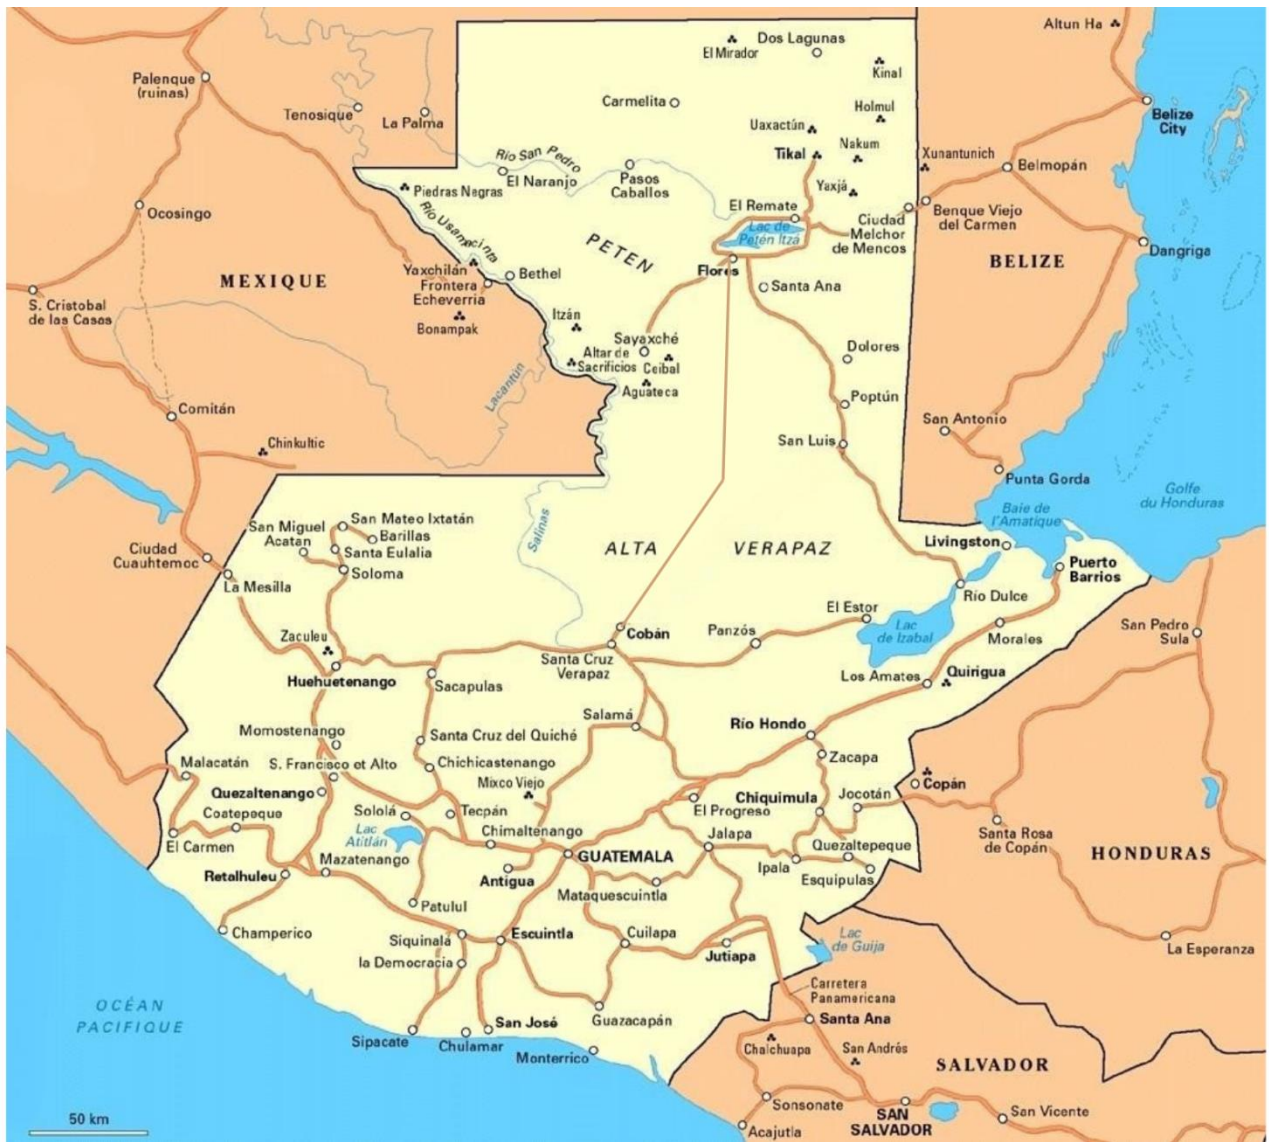 Altun Ha
El Mirador
Dos Lagunas
Kinal
Palenque
(ruinas)
Tenosique
La Palma
Carmelita
Holmul
Belize
City
Uaxactún
Nakum
Tikal
Xunantunich
Belmopán
Río San Pedro
El Naranjo
Pasos
Caballos
Piedras Negras
Yaxjá
Ocosingo
Río Usumacinta
El Remate
Lac de
Petén Itzá
Ciudad
Melchor
de Mencos
Benque Viejo
del Carmen
PETEN
Dangriga
BELIZE
MEXIQUE
Yaxchilán
Frontera
Echeverria
Bethel
Flores
Santa Ana
S. Cristobal
de las Casas
Bonampak
Itzán
Sayaxché
Altar de
Sacrificios
Ceibal
Aguateca
Dolores
Lacantún
Poptún
Comitán
San Antonio
Chinkultic
San Luis
Punta Gorda
Golfe
du Honduras
Baie de
l'Amatique
Salinas
San Mateo Ixtatán
San Miguel
Acatan
Barillas
Santa Eulalia
Soloma
ALTA VERAPAZ
Livingston
Ciudad
Cuauhtemoc
La Mesilla
Puerto
Barrios
Río Dulce
El Estor
Lac
de Izabal
Morales
San Pedro
Sula
Zaculeu
Cobán
Panzós
Santa Cruz
Verapaz
Huehuetenango
Sacapulas
Los Amates
Quirigua
Salamá
Río Hondo
Momostenango
Santa Cruz del Quiché
Malacatán
S. Francisco et Alto
Chichicastenango
Zacapa
Mixco Viejo
Quezaltenango
Copán
Chiquimula
Jocotán
El Progreso
Coatepeque
Sololá
Tecpán
Lac
Atitlán
Chimaltenango
Jalapa
Santa Rosa
de Copán
El Carmen
Quezaltepeque
HONDURAS
Mazatenango
GUATEMALA
Ipala
Retalhuleu
Antigua
Esquipulas
Mataquescuintla
Patulul
Champerico
Siquinalá
Escuintla
Cuilapa
Lac
de Guija
La Esperanza
la Democracia
Jutiapa
Carretera
Panamericana
OCÉAN
PACIFIQUE
San José
Guazacapán
Santa Ana
Sipacate
Chulamar
Monterrico
Chalchuapa
San Andrés
SALVADOR
50 km
Sonsonate
SAN
SALVADOR
San Vicente
Acajutla